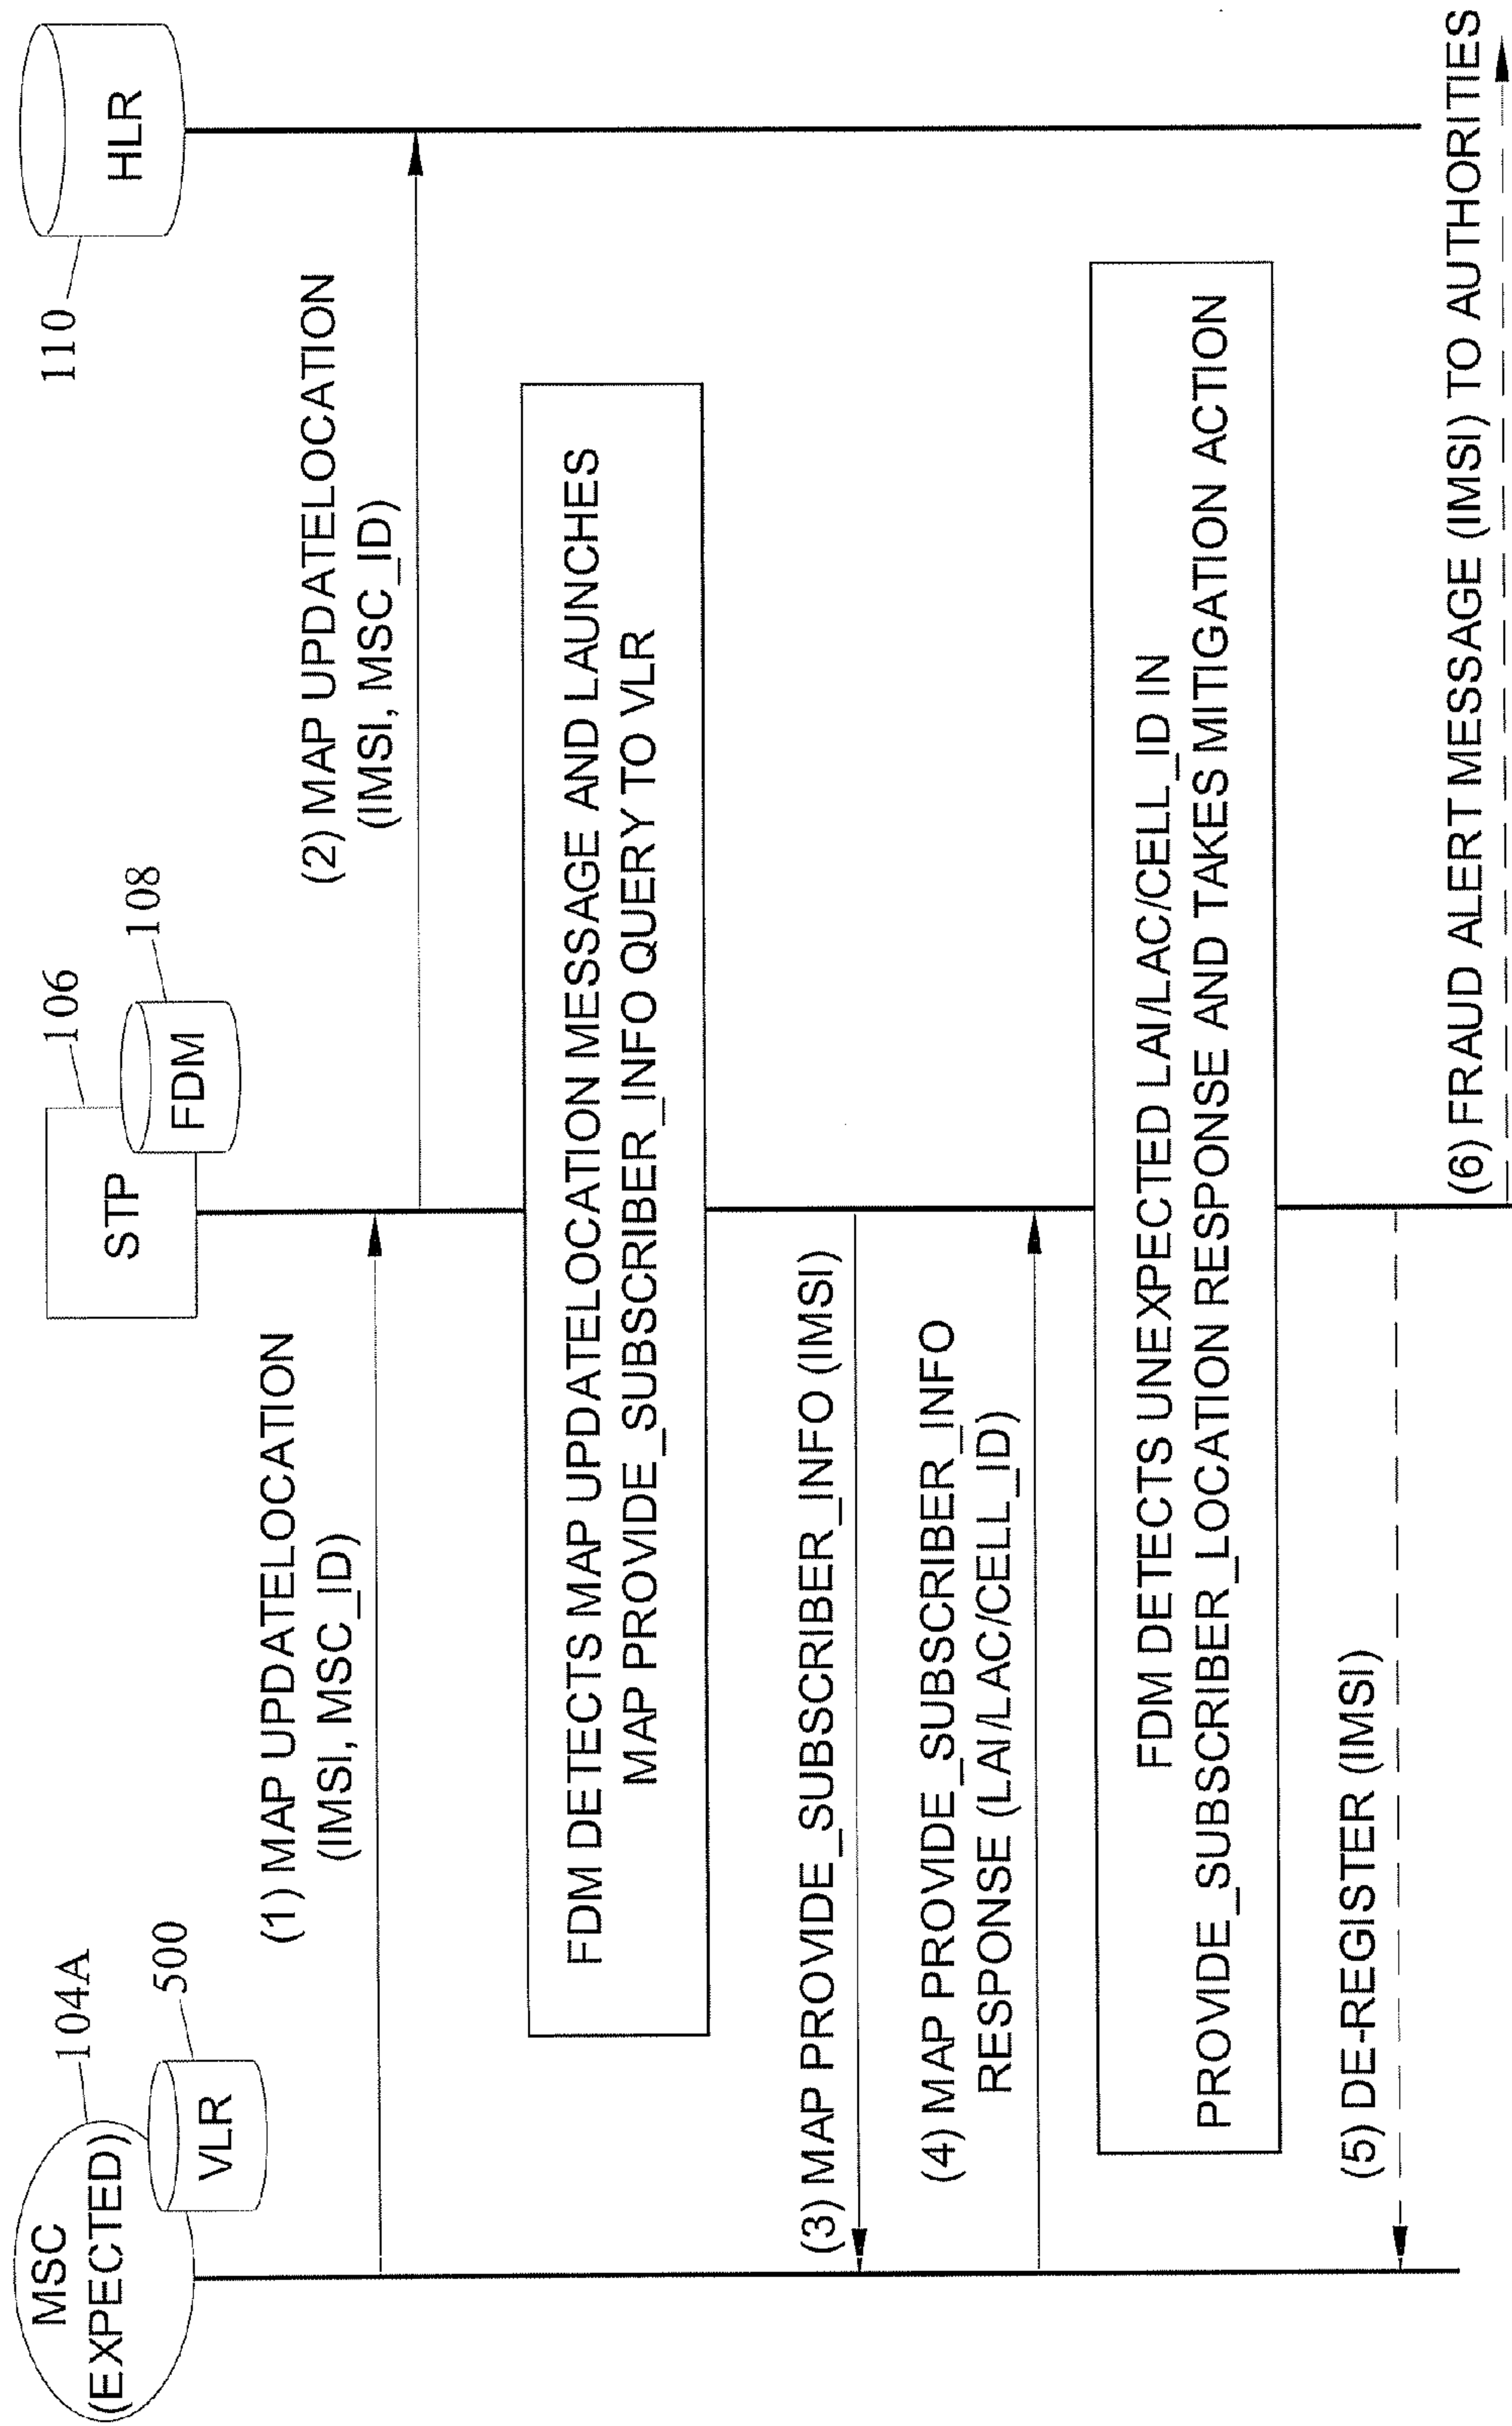 MSC
(EXPECTED)
104A
VLR
500
STP
106
FDM
108
HLR
110
(1) MAP UPDATELOCATION
(IMSI, MSC_ID)
(2) MAP UPDATELOCATION
(IMSI, MSC_ID)
FDM DETECTS MAP UPDATELOCATION MESSAGE AND LAUNCHES
MAP PROVIDE_SUBSCRIBER_INFO QUERY TO VLR
(3) MAP PROVIDE_SUBSCRIBER_INFO (IMSI)
(4) MAP PROVIDE_SUBSCRIBER_INFO
RESPONSE (LAI/LAC/CELL_ID)
FDM DETECTS UNEXPECTED LAI/LAC/CELL_ID IN
PROVIDE_SUBSCRIBER_LOCATION RESPONSE AND TAKES MITIGATION ACTION
(5) DE-REGISTER (IMSI)
(6) FRAUD ALERT MESSAGE (IMSI) TO AUTHORITIES